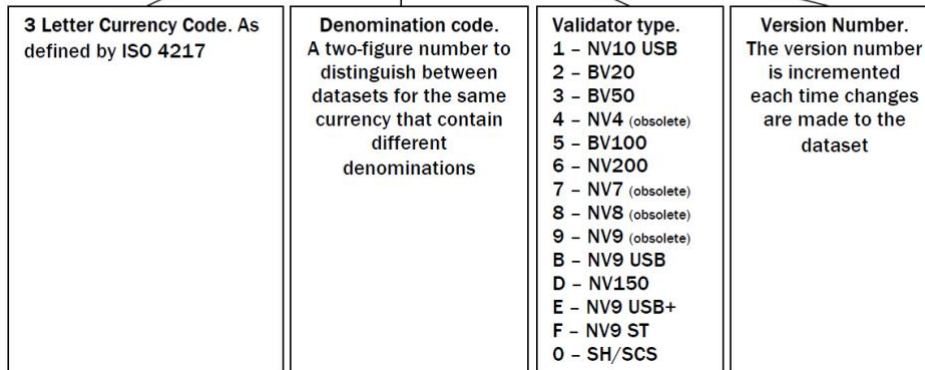 3 Letter Currency Code. As
defined by ISO 4217
Denomination code.
A two-figure number to
distinguish between
datasets for the same
currency that contain
different
denominations
Validator type.
1 – NV10 USB
2 – BV20
3 – BV50
4 – NV4 (obsolete)
5 – BV100
6 – NV200
7 – NV7 (obsolete)
8 – NV8 (obsolete)
9 – NV9 (obsolete)
B – NV9 USB
D – NV150
E – NV9 USB+
F – NV9 ST
0 – SH/SCS
Version Number.
The version number
is incremented
each time changes
are made to the
dataset